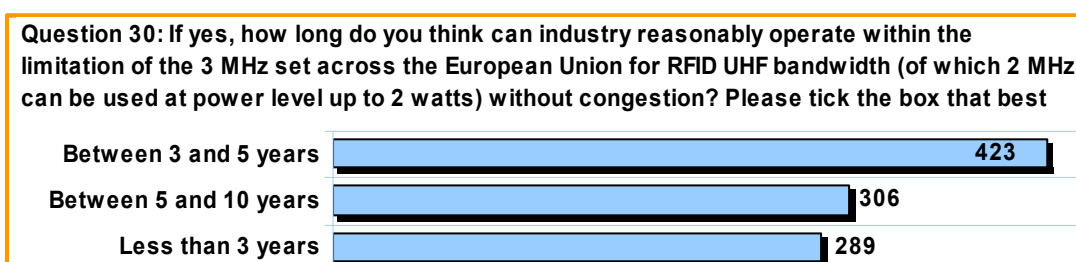 Question 30: If yes, how long do you think can industry reasonably operate within the
limitation of the 3 MHz set across the European Union for RFID UHF bandwidth (of which 2 MHz
can be used at power level up to 2 watts) without congestion? Please tick the box that best
Between 3 and 5 years 423
Between 5 and 10 years 306
Less than 3 years 289